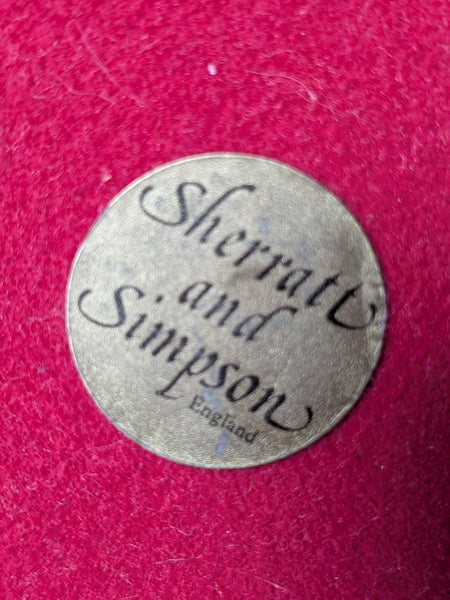 Sherratt
and
Simpson
England